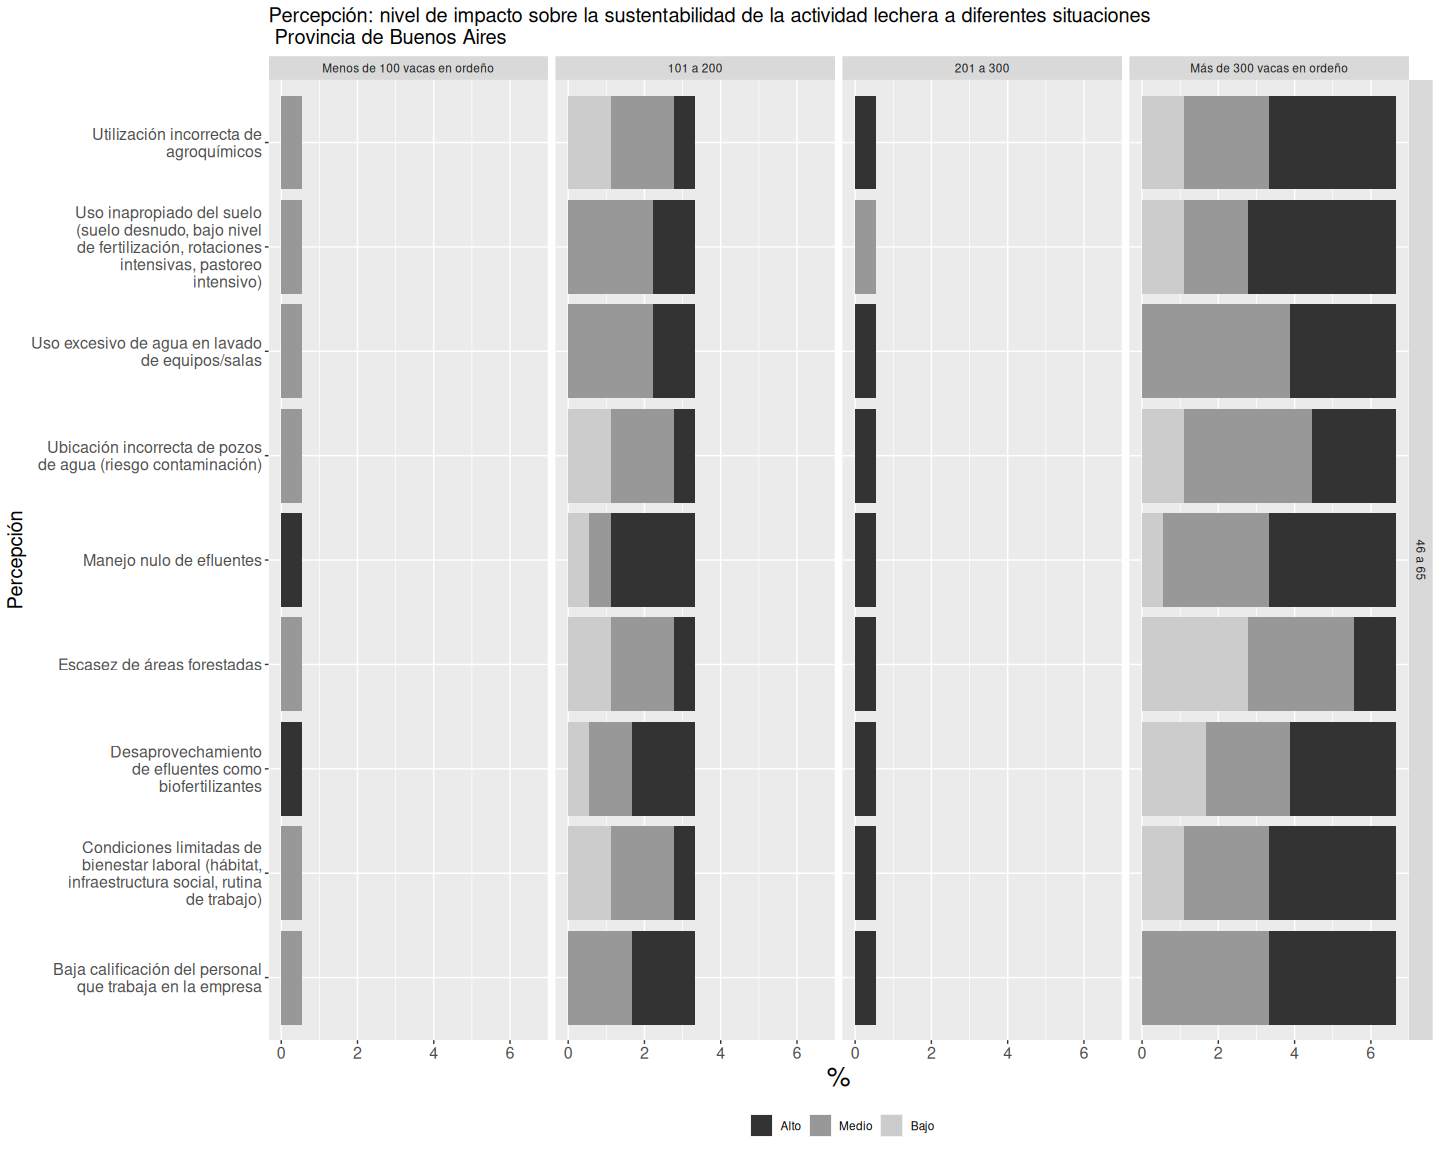 Percepción: nivel de impacto sobre la sustentabilidad de la actividad lechera a diferentes situaciones
Provincia de Buenos Aires
Menos de 100 vacas en ordeño
101 a 200
201 a 300
Más de 300 vacas en ordeño
Utilización incorrecta de
agroquímicos
Uso inapropiado del suelo
(suelo desnudo, bajo nivel
de fertilización, rotaciones
intensivas, pastoreo
intensivo)
Uso excesivo de agua en lavado
de equipos/salas
Ubicación incorrecta de pozos
de agua (riesgo contaminación)
Manejo nulo de efluentes
Escasez de áreas forestadas
Desaprovechamiento
de efluentes como
biofertilizantes
Condiciones limitadas de
bienestar laboral (hábitat,
infraestructura social, rutina
de trabajo)
Baja calificación del personal
que trabaja en la empresa
Percepción
46 a 65
0 2 4 6 0 2 4 6 0 2 4 6 0 2 4 6
%
Alto Medio Bajo